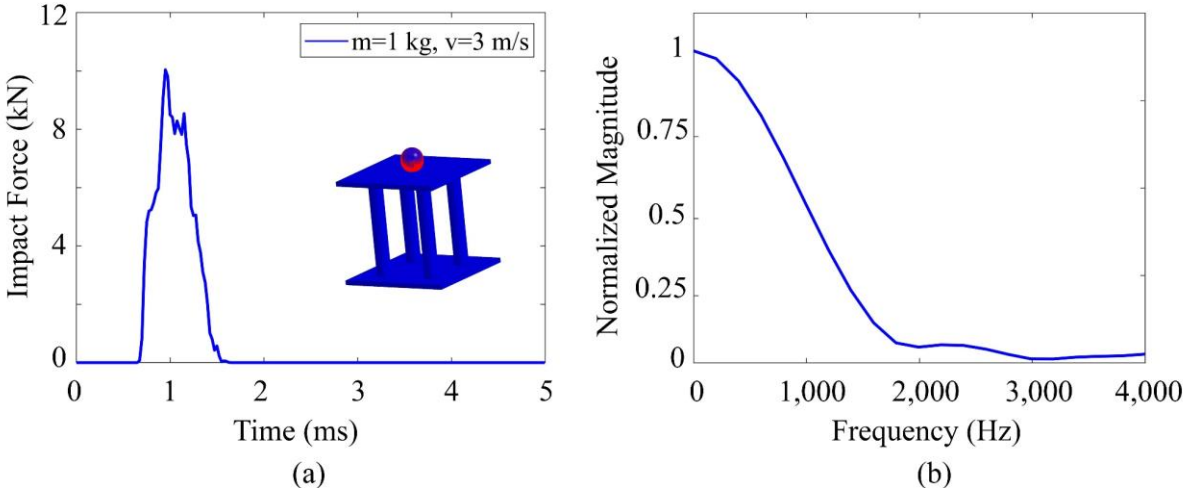 12
8
4
0
Impact Force (kN)
m=1 kg, v=3 m/s
0 1 2 3 4 5
Time (ms)
(a)
1
0.75
0.5
0.25
0
Normalized Magnitude
0 1,000 2,000 3,000 4,000
Frequency (Hz)
(b)